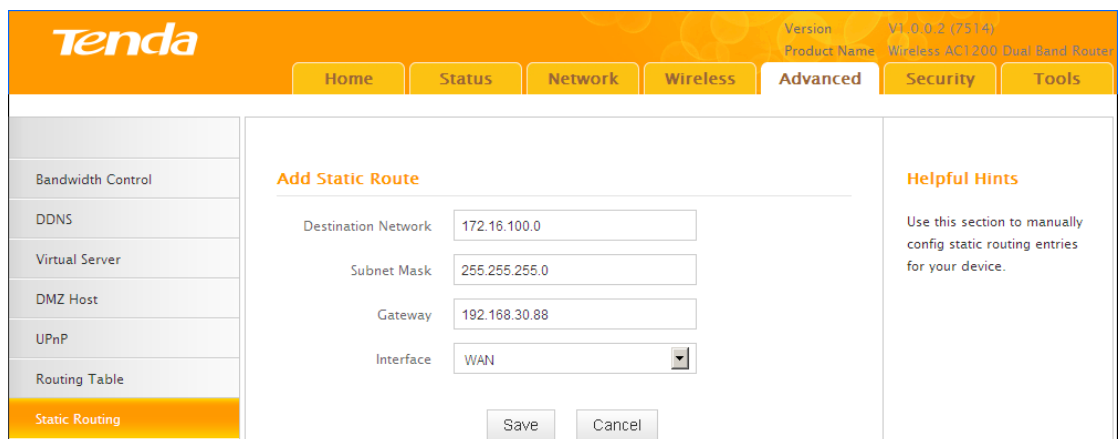 Tenda
Version V1.0.0.2 (7514)
Product Name Wireless AC1200 Dual Band Router
Home Status Network Wireless Advanced Security Tools
Bandwidth Control
DDNS
Virtual Server
DMZ Host
UPnP
Routing Table
Static Routing
Add Static Route
Destination Network 172.16.100.0
Subnet Mask 255.255.255.0
Gateway 192.168.30.88
Interface WAN
Save Cancel
Helpful Hints
Use this section to manually
config static routing entries
for your device.